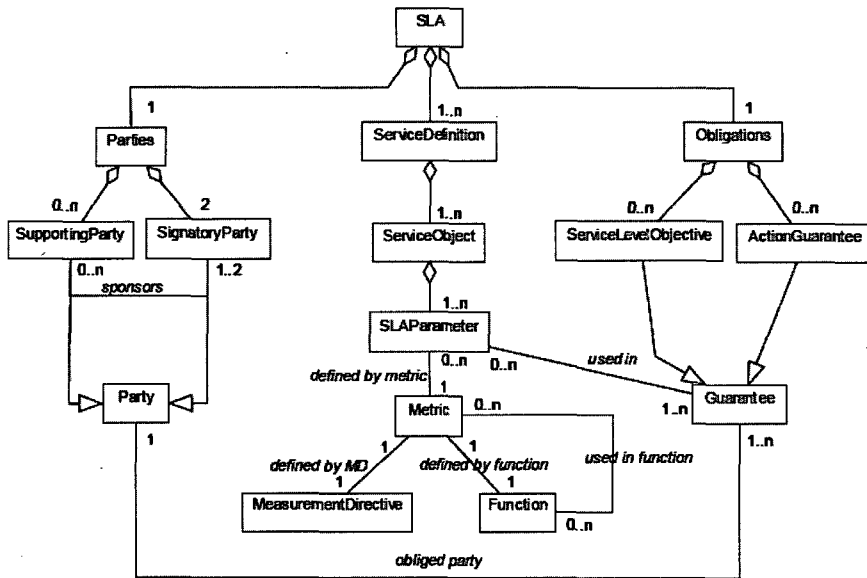 SLA
1
1..n
1
Parties
ServiceDefinition
Obligations
0..n
2
1..n
0..n
0..n
SupportingParty
SignatoryParty
ServiceObject
ServiceLevelObjective
ActionGuarantee
0..n
1..2
sponsors
1..n
SLAParameter
0..n
0..n
used in
defined by metric
Party
1
1
Metric
0..n
1..n
Guarantee
1..n
1
1
defined by MD
defined by function
used in function
1
1
MeasurementDirective
Function
0..n
obliged party